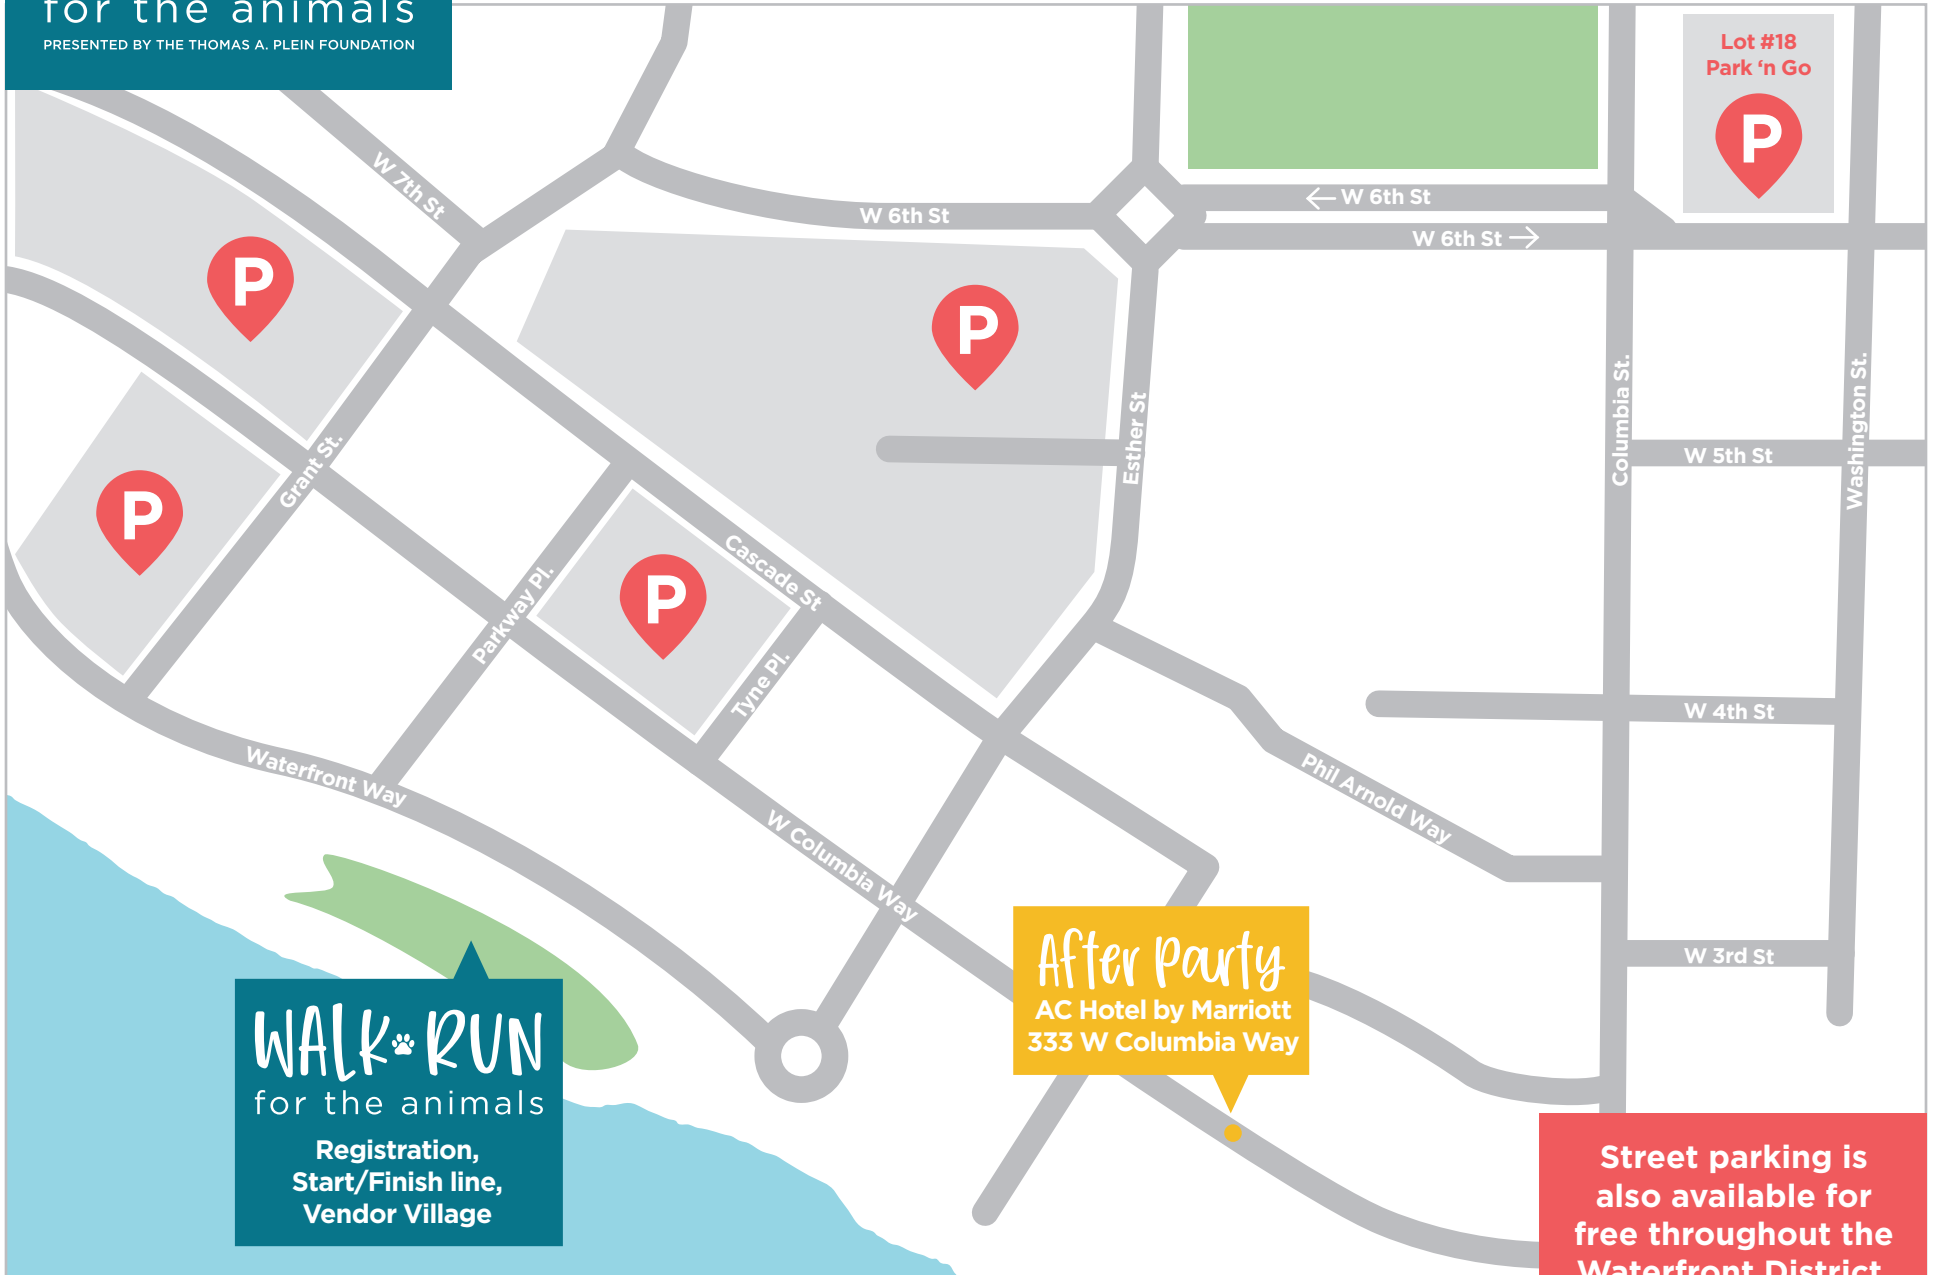 for the animals
PRESENTED BY THE THOMAS A. PLEIN FOUNDATION
Lot #18
Park ‘n Go
P
W 7th St
W 6th St
← W 6th St
W 6th St →
P
P
Grant St.
P
Esther St
Columbia St.
Washington St.
W 5th St
Parkway Pl.
P
Cascade St
Tyne Pl.
W 4th St
Waterfront Way
W Columbia Way
Phil Arnold Way
W 3rd St
After Party
AC Hotel by Marriott
333 W Columbia Way
WALK RUN
for the animals
Registration,
Start/Finish line,
Vendor Village
Street parking is
also available for
free throughout the
Waterfront District.